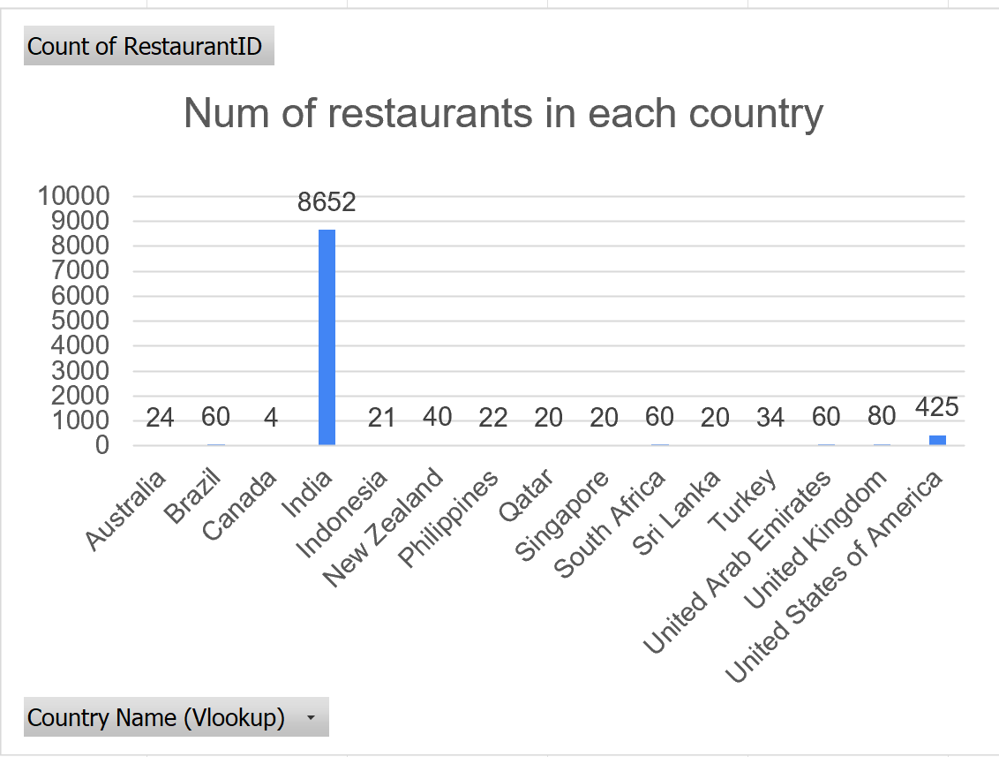 Count of RestaurantID
Num of restaurants in each country
10000
9000
8000
7000
6000
5000
4000
3000
2000
1000
0
24
60
4
8652
21
40
22
20
20
60
20
34
60
80
425
Australia
Brazil
Canada
India
Indonesia
New Zealand
Philippines
Qatar
Singapore
South Africa
Sri Lanka
Turkey
United Arab Emirates
United Kingdom
United States of America
Country Name (Vlookup)